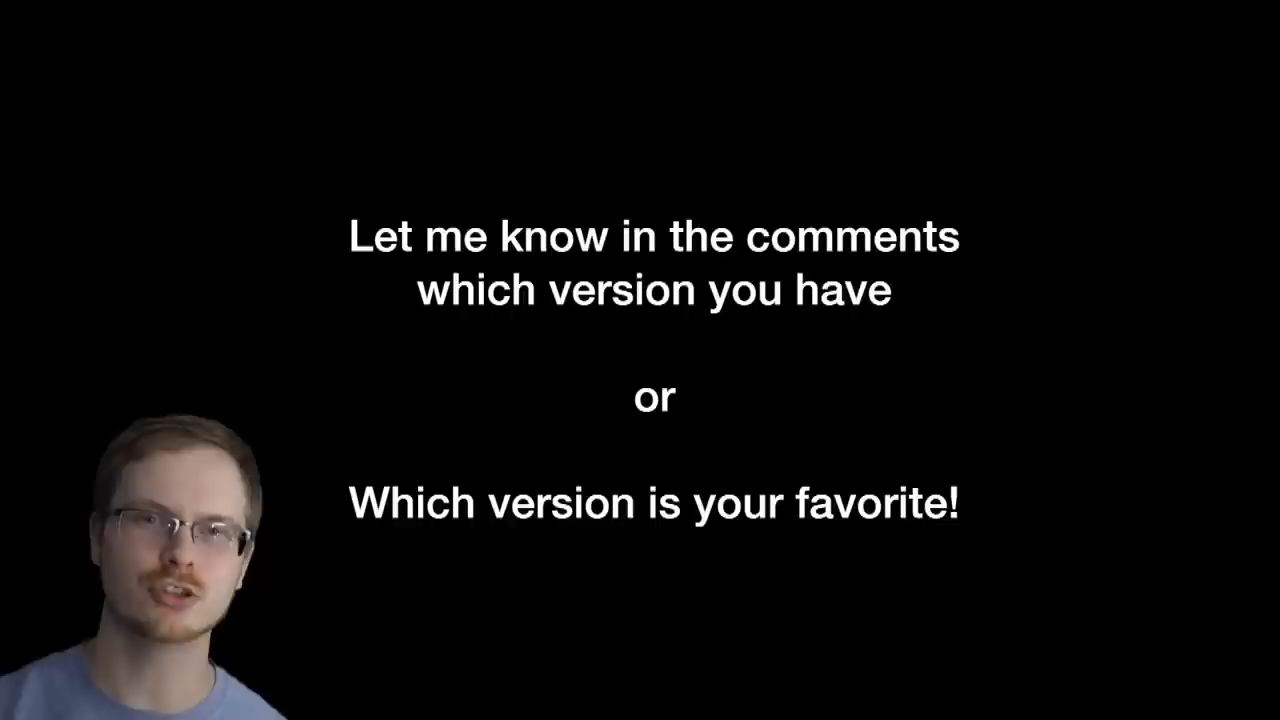 Let me know in the comments
which version you have
or
Which version is your favorite!